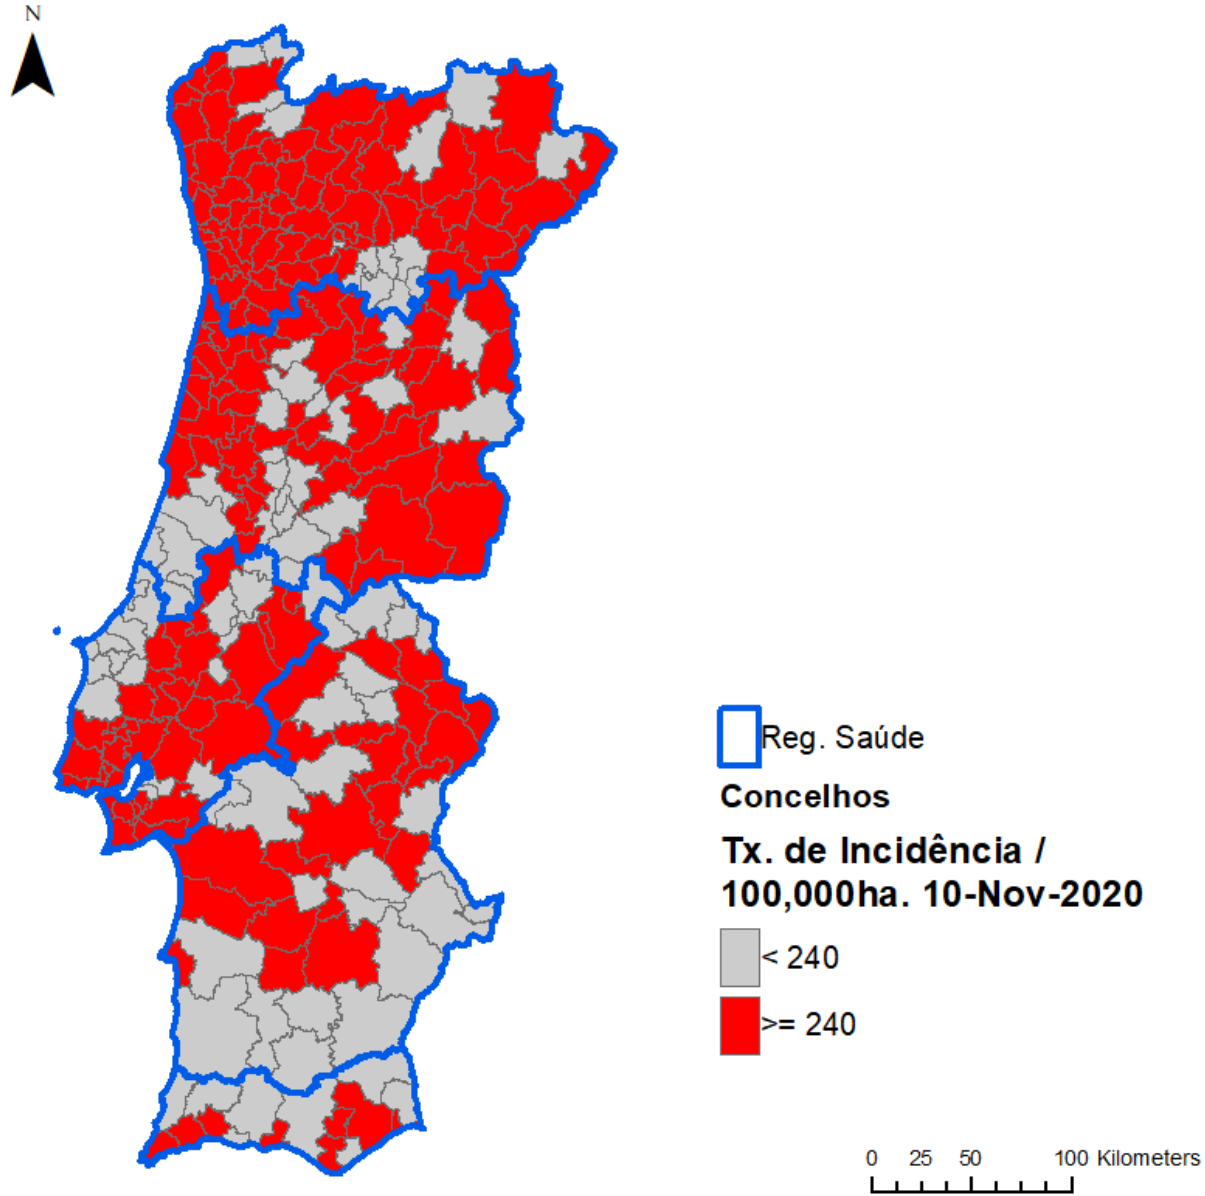 N
Reg. Saúde
Concelhos
Tx. de Incidência /
100,000ha. 10-Nov-2020
< 240
>= 240
0 25 50 100 Kilometers